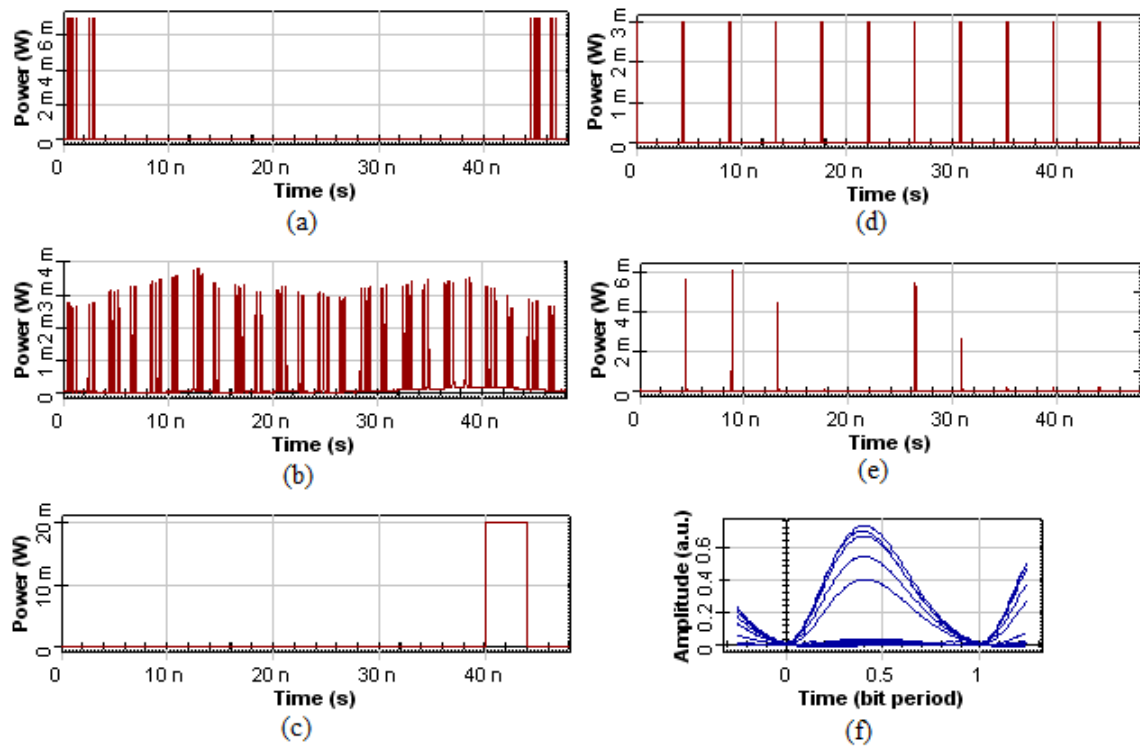 Power (W)
0 2 m 4 m 6 m
0 10 n 20 n 30 n 40 n
Time (s)
(a)
Power (W)
0 1 m 2 m 3 m
0 10 n 20 n 30 n 40 n
Time (s)
(d)
Power (W)
0 1 m 2 m 3 m 4 m
0 10 n 20 n 30 n 40 n
Time (s)
(b)
Power (W)
0 2 m 4 m 6 m
0 10 n 20 n 30 n 40 n
Time (s)
(e)
Power (W)
0 10 m 20 m
0 10 n 20 n 30 n 40 n
Time (s)
(c)
Amplitude (a.u.)
0 0.2 0.4 0.6
0 0.5 1
Time (bit period)
(f)